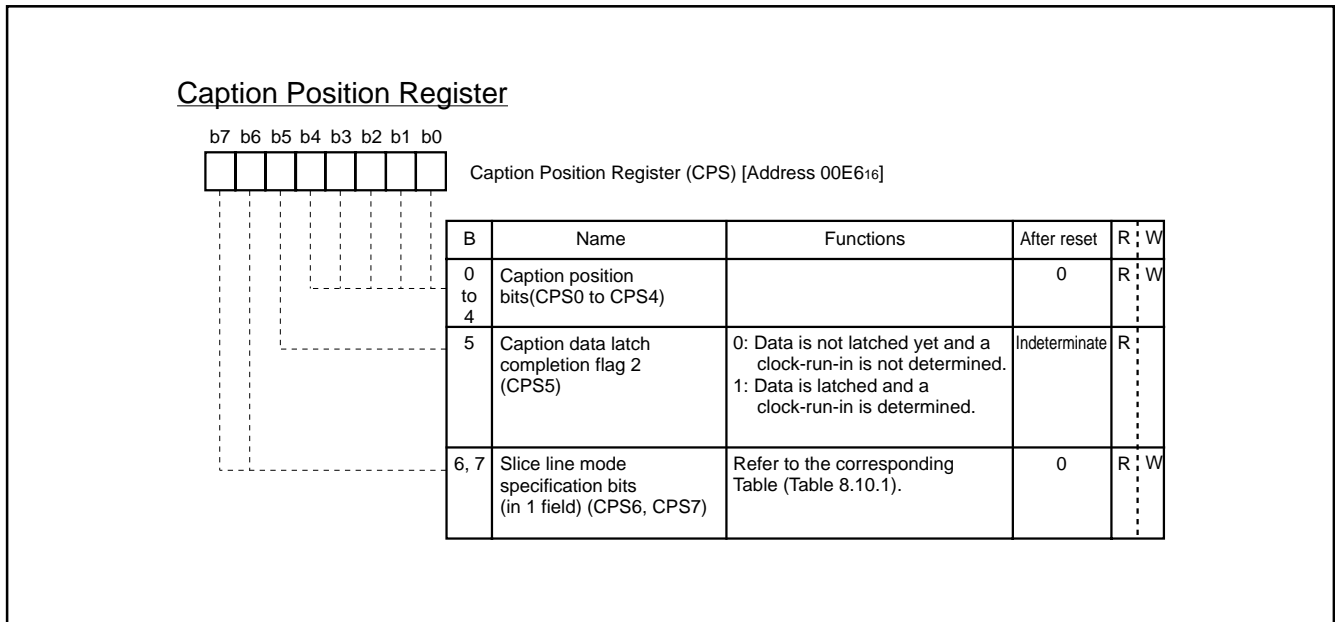 Caption Position Register
b7 b6 b5 b4 b3 b2 b1 b0
Caption Position Register (CPS) [Address 00E616]
B Name Functions After reset R W
0 to 4 Caption position bits(CPS0 to CPS4) 0 R W
5 Caption data latch completion flag 2 (CPS5) 0: Data is not latched yet and a clock-run-in is not determined. 1: Data is latched and a clock-run-in is determined. Indeterminate R
6, 7 Slice line mode specification bits (in 1 field) (CPS6, CPS7) Refer to the corresponding Table (Table 8.10.1). 0 R W